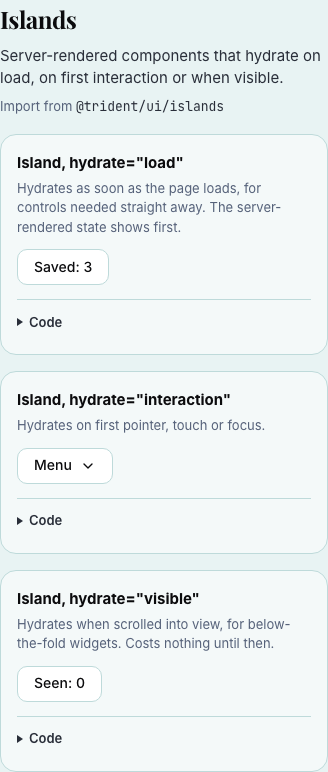 Islands
Server-rendered components that hydrate on
load, on first interaction or when visible.
Import from @trident/ui/islands
Island, hydrate="load"
Hydrates as soon as the page loads, for
controls needed straight away. The server-
rendered state shows first.
Saved: 3
Code
Island, hydrate="interaction"
Hydrates on first pointer, touch or focus.
Menu
Code
Island, hydrate="visible"
Hydrates when scrolled into view, for below-
the-fold widgets. Costs nothing until then.
Seen: 0
Code